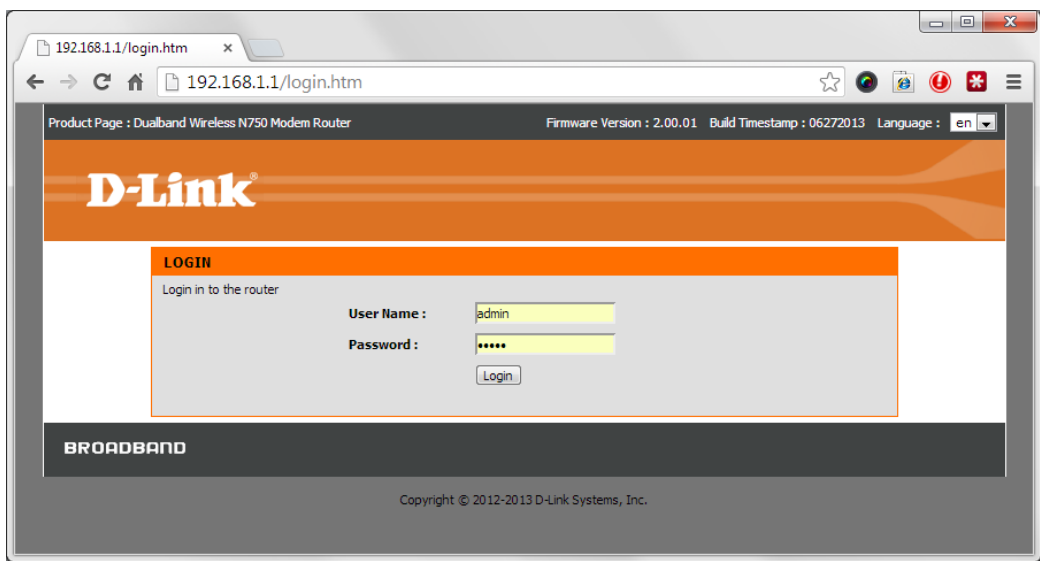 192.168.1.1/login.htm
192.168.1.1/login.htm
Product Page : Dualband Wireless N750 Modem Router Firmware Version : 2.00.01 Build Timestamp : 06272013 Language : en
D-Link®
LOGIN
Login in to the router
User Name : admin
Password : •••••
Login
BROADBAND
Copyright © 2012-2013 D-Link Systems, Inc.